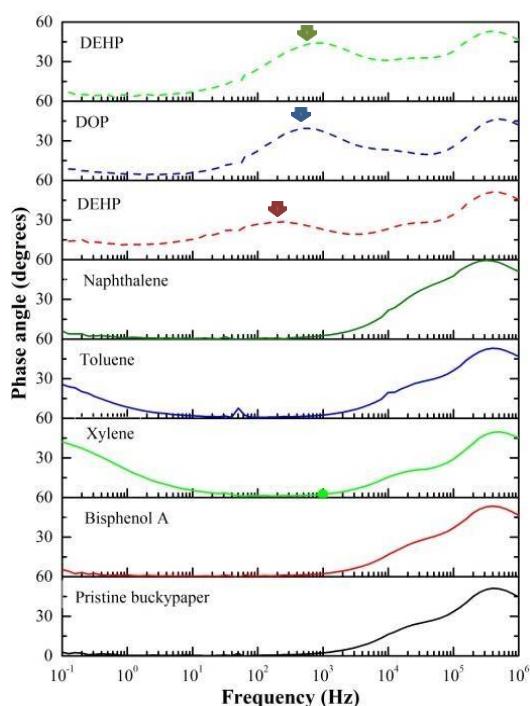 60
DEHP
30
60
DOP
30
60
DEHP
30
60
Naphthalene
30
60
Toluene
30
60
Xylene
30
60
Bisphenol A
30
60
Pristine buckypaper
30
0
10⁻¹ 10⁰ 10¹ 10² 10³ 10⁴ 10⁵ 10⁶
Frequency (Hz)
Phase angle (degrees)